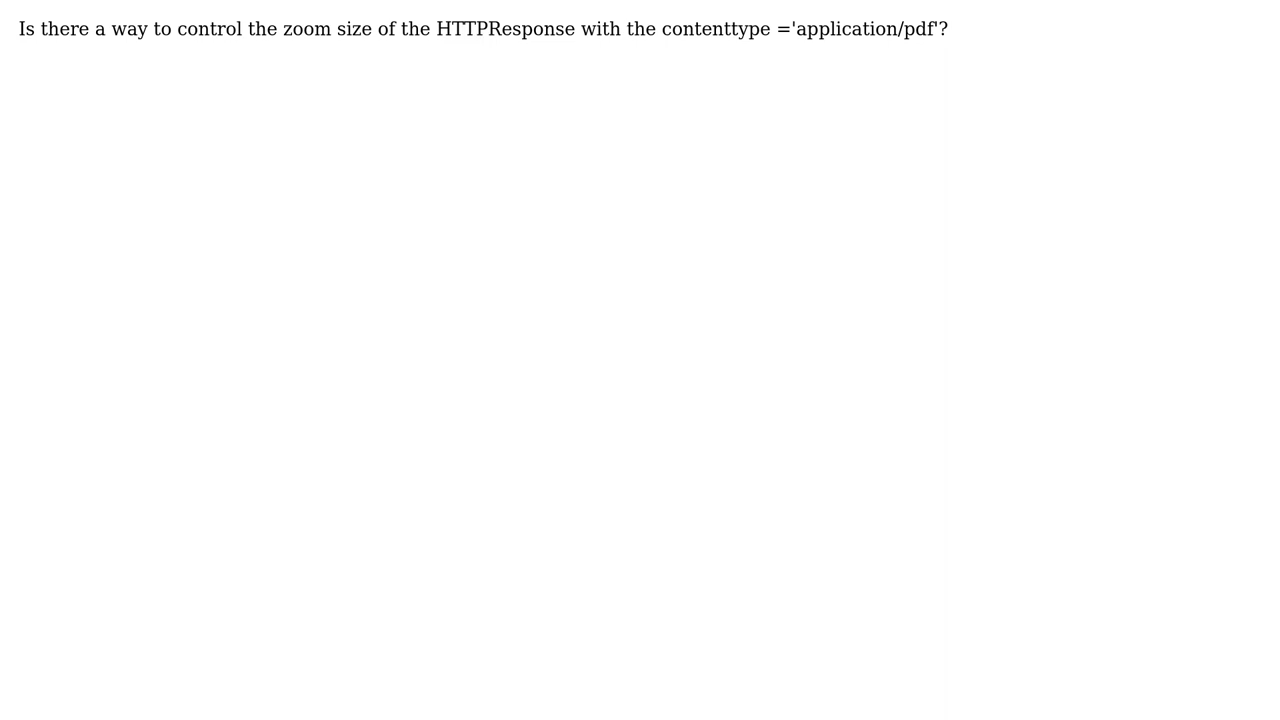 Is there a way to control the zoom size of the HTTPResponse with the contenttype ='application/pdf'?